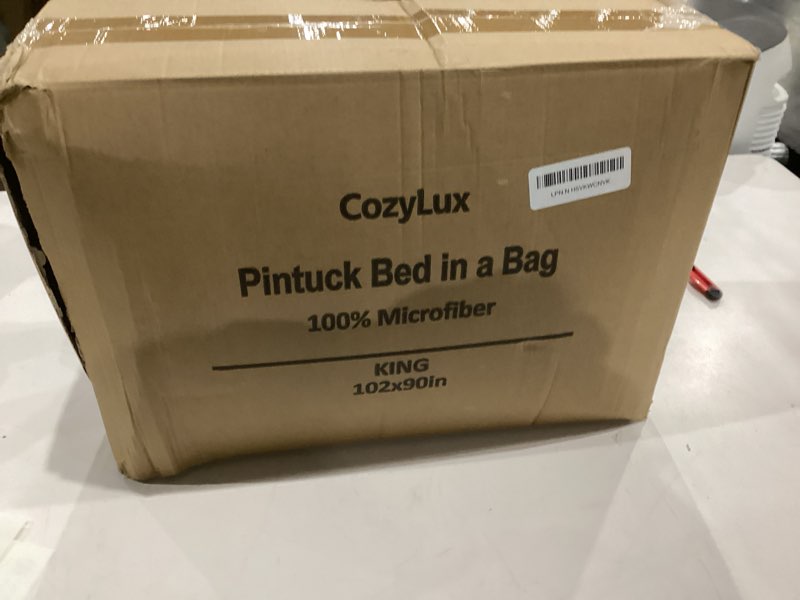 CozyLux
Pintuck Bed in a Bag
100% Microfiber
KING
102x90in